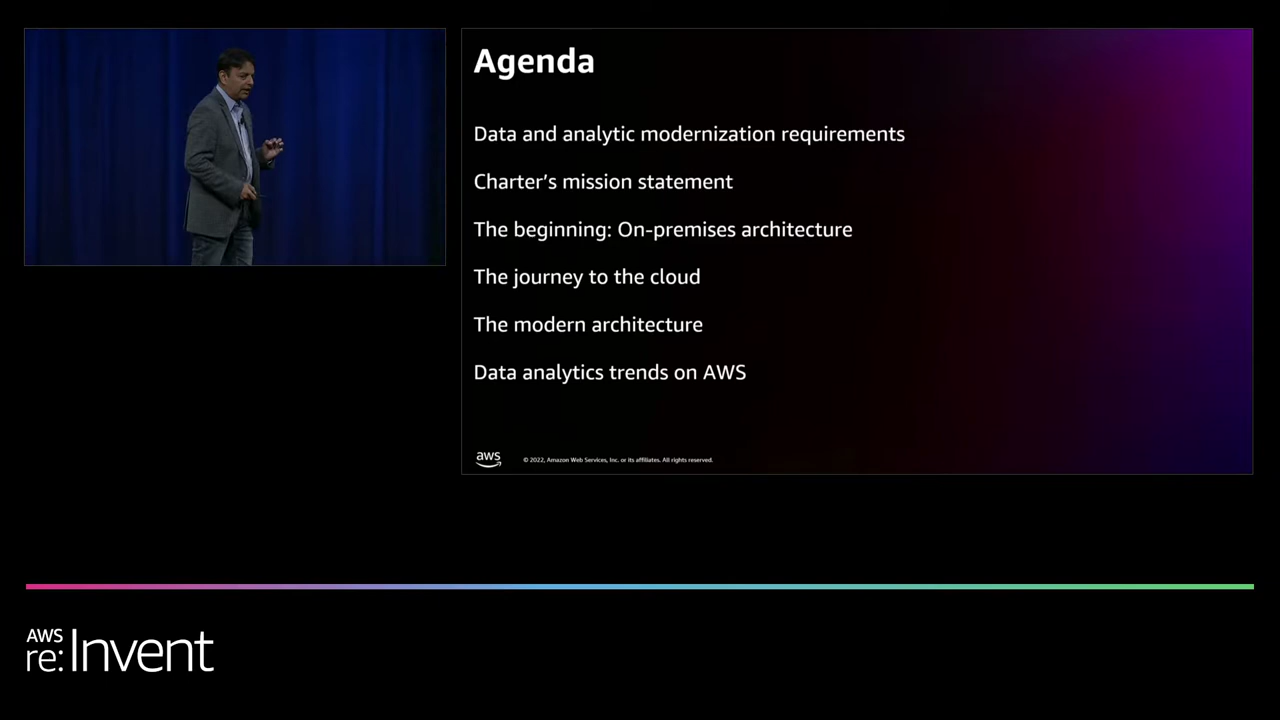 Agenda
Data and analytic modernization requirements
Charter’s mission statement
The beginning: On-premises architecture
The journey to the cloud
The modern architecture
Data analytics trends on AWS
aws
© 2022, Amazon Web Services, Inc. or its affiliates. All rights reserved.
AWS
re:Invent